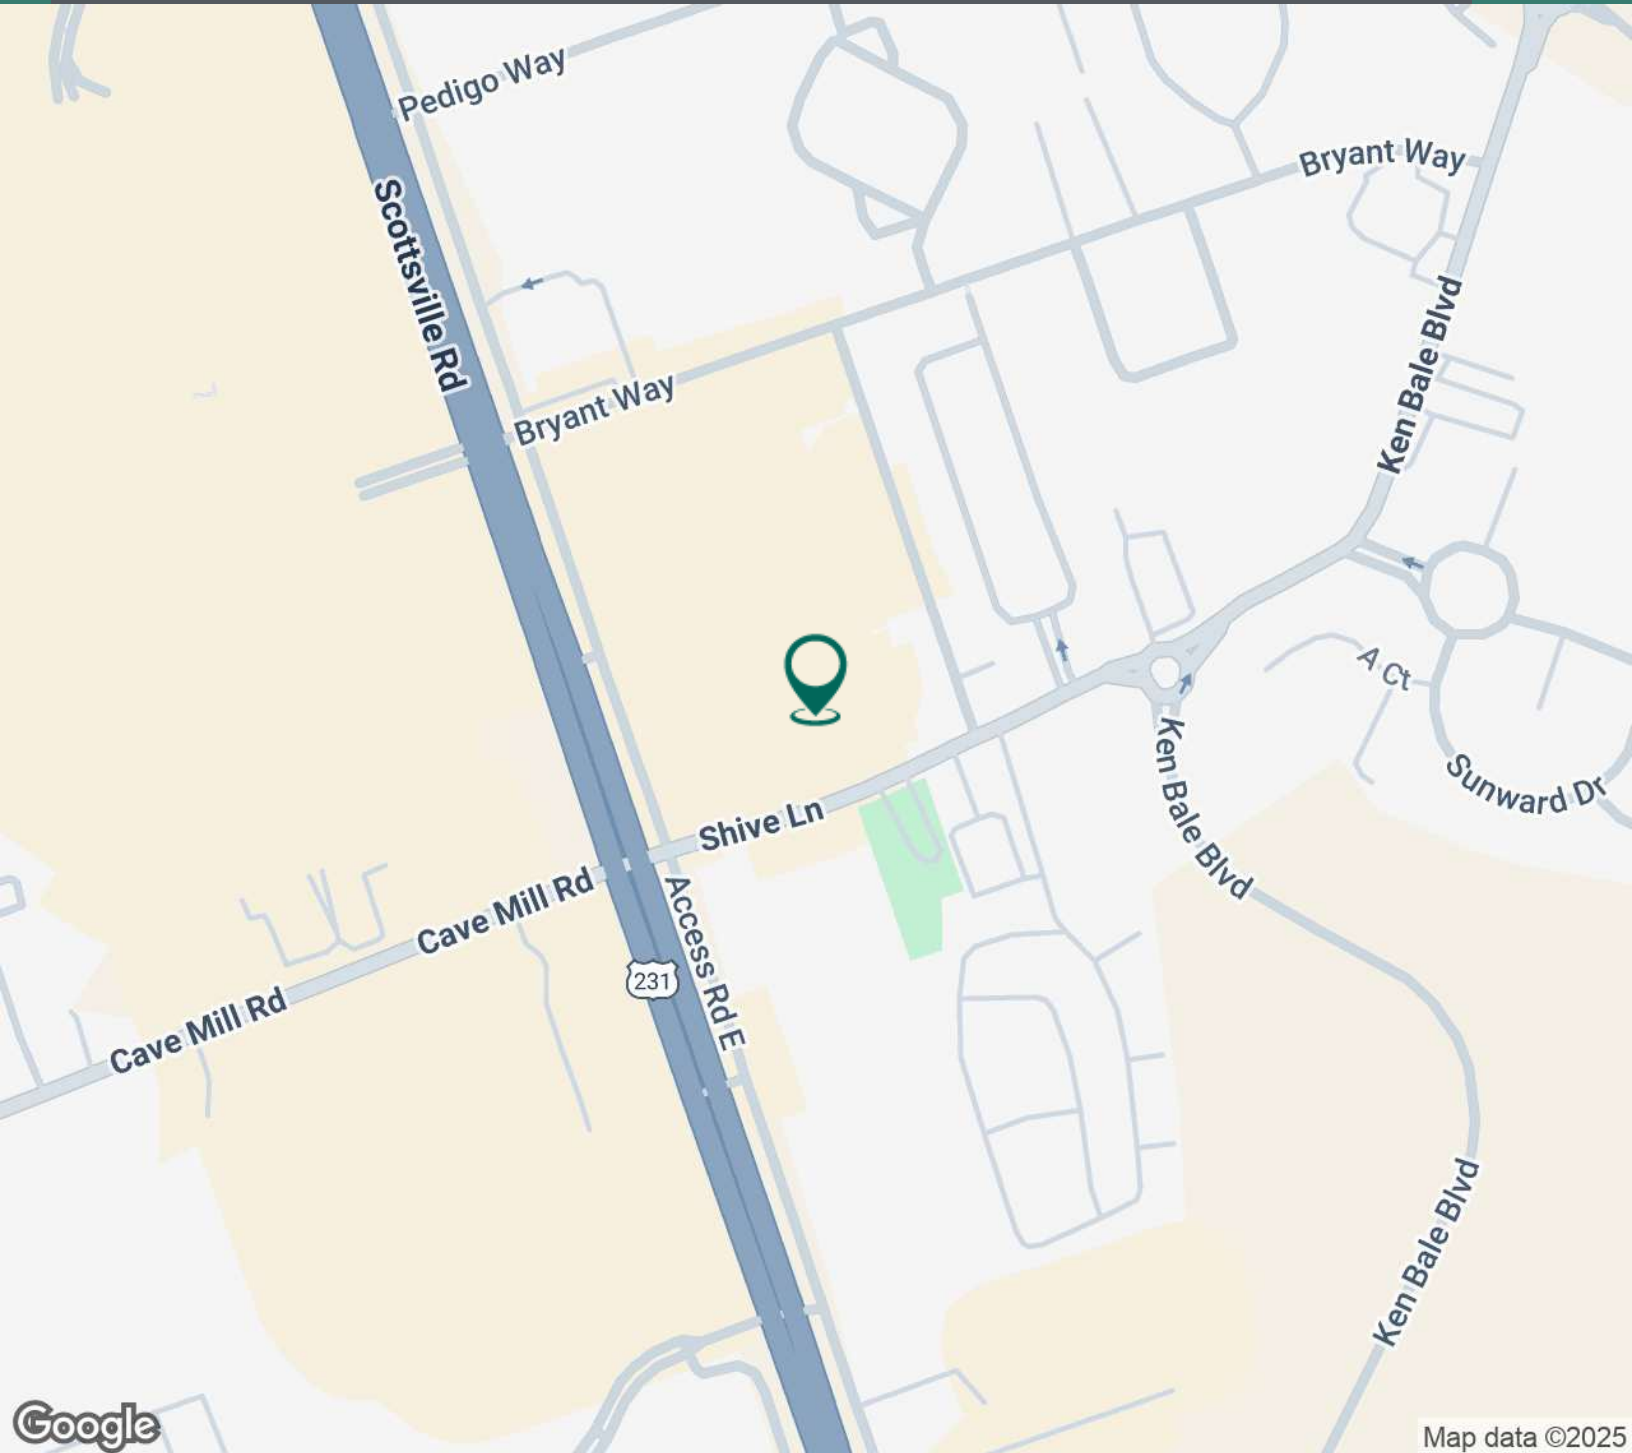 Pedigo Way
Bryant Way
Scottsville Rd
Ken Bale Blvd
Bryant Way
A Ct
Ken Bale Blvd
Sunward Dr
Shive Ln
Cave Mill Rd
Access Rd E
231
Cave Mill Rd
Ken Bale Blvd
Google
Map data ©2025